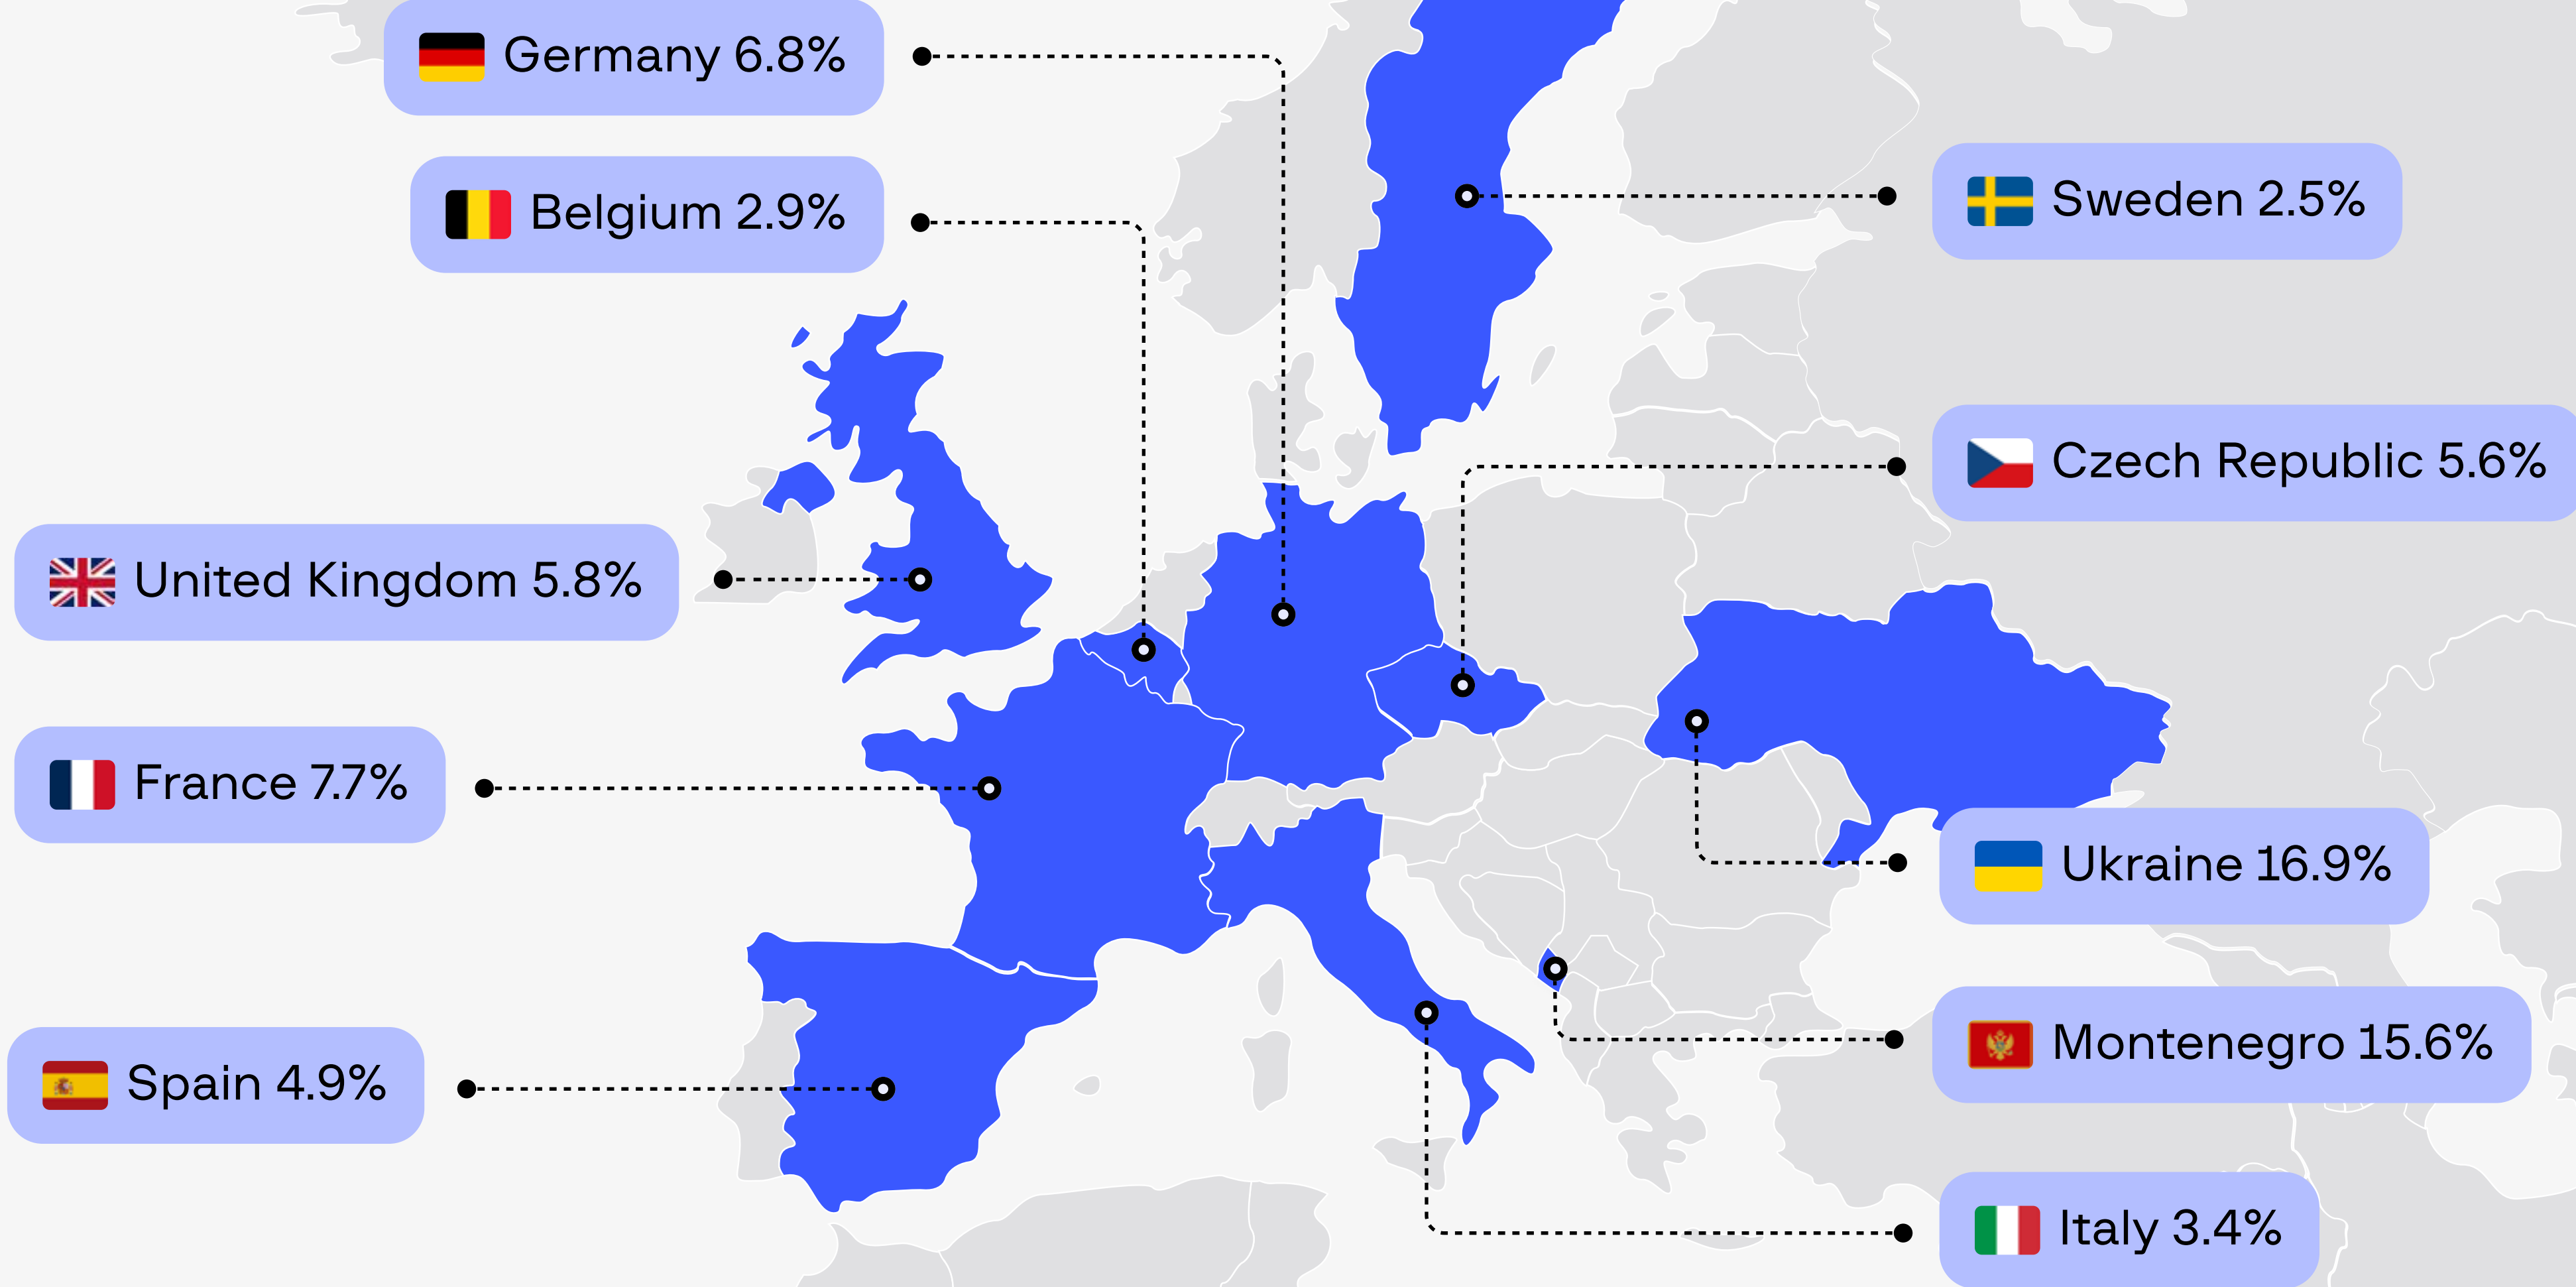 Germany 6.8%
Belgium 2.9%
Sweden 2.5%
Czech Republic 5.6%
United Kingdom 5.8%
France 7.7%
Ukraine 16.9%
Montenegro 15.6%
Spain 4.9%
Italy 3.4%